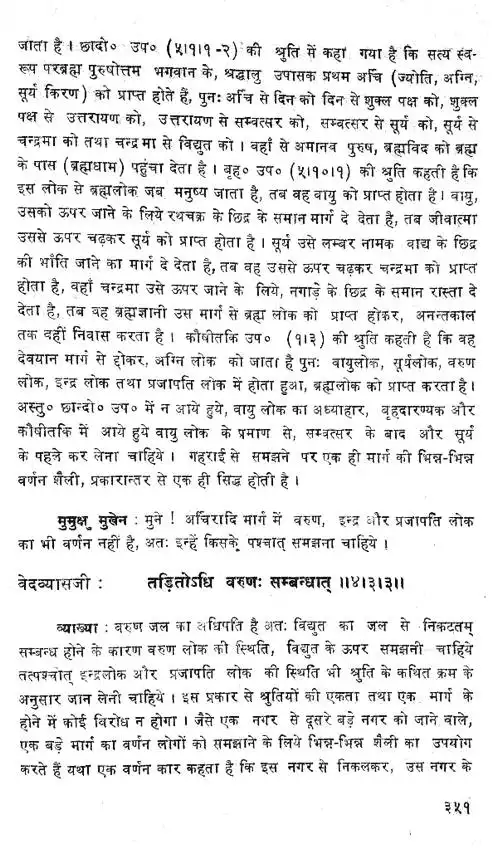 जाता है । छादो० उप० (५।१०।१-२) की श्रुति में कहा गया है कि सत्य स्व-
रूप परब्रह्म पुरुषोत्तम भगवान के, श्रद्धालु उपासक प्रथम अर्चि (ज्योति, अग्नि,
सूर्य किरण) को प्राप्त होते हैं, पुनः अर्चि से दिन को दिन से शुक्ल पक्ष को, शुक्ल
पक्ष से उत्तरायण को, उत्तरायण से सम्वत्सर को, सम्वत्सर से सूर्य को, सूर्य से
चन्द्रमा को तथा चन्द्रमा से विद्युत को । वहाँ से अमानव पुरुष, ब्रह्मविद को ब्रह्म
के पास (ब्रह्मधाम) पहुंचा देता है । बृह० उप० (५।१०।१) की श्रुति कहती है कि
इस लोक से ब्रह्मलोक जब मनुष्य जाता है, तब वह वायु को प्राप्त होता है । वायु,
उसको ऊपर जाने के लिये रथचक्र के छिद्र के समान मार्ग दे देता है, तब जीवात्मा
उससे ऊपर चढ़कर सूर्य को प्राप्त होता है । सूर्य उसे लम्बर नामक वाद्य के छिद्र
की भाँति जाने का मार्ग दे देता है, तब वह उससे ऊपर चढ़कर चन्द्रमा को प्राप्त
होता है, वहाँ चन्द्रमा उसे ऊपर जाने के लिये, नगाड़े के छिद्र के समान रास्ता दे
देता है, तब वह ब्रह्मज्ञानी उस मार्ग से ब्रह्म लोक को प्राप्त होकर, अनन्तकाल
तक वहीं निवास करता है । कौषीतकि उप० (१।३) की श्रुति कहती है कि वह
देवयान मार्ग से होकर, अग्नि लोक को जाता है पुनः वायुलोक, सूर्यलोक, वरुण
लोक, इन्द्र लोक तथा प्रजापति लोक में होता हुआ, ब्रह्मलोक को प्राप्त करता है ।
अस्तु० छान्दो० उप० में न आये हुये, वायु लोक का अध्याहार, बृहदारण्यक और
कौषीतकि में आये हुये वायु लोक के प्रमाण से, सम्वत्सर के बाद और सूर्य
के पहले कर लेना चाहिये । गहराई से समझने पर एक ही मार्ग की भिन्न-भिन्न
वर्णन शैली, प्रकारान्तर से एक ही सिद्ध होती है ।
मुमुक्षु मुखेन : मुने ! अर्चिरादि मार्ग में वरुण, इन्द्र और प्रजापति लोक
का भी वर्णन नहीं है, अतः इन्हें किसके पश्चात् समझना चाहिये ।
वेदव्यासजी : तड़ितोऽधि वरुणः सम्बन्धात् ॥४।३।३॥
व्याख्या : वरुण जल का अधिपति है अतः विद्युत का जल से निकटतम्
सम्बन्ध होने के कारण वरुण लोक की स्थिति, विद्युत के ऊपर समझनी चाहिये
तत्पश्चात् इन्द्रलोक और प्रजापति लोक की स्थिति भी श्रुति के कथित क्रम के
अनुसार जान लेनी चाहिये । इस प्रकार से श्रुतियों की एकता तथा एक मार्ग के
होने में कोई विरोध न होगा । जैसे एक नगर से दूसरे बड़े नगर को जाने वाले,
एक बड़े मार्ग का वर्णन लोगों को समझाने के लिये भिन्न-भिन्न शैली का उपयोग
करते हैं यथा एक वर्णन कार कहता है कि इस नगर से निकलकर, उस नगर के
३५१